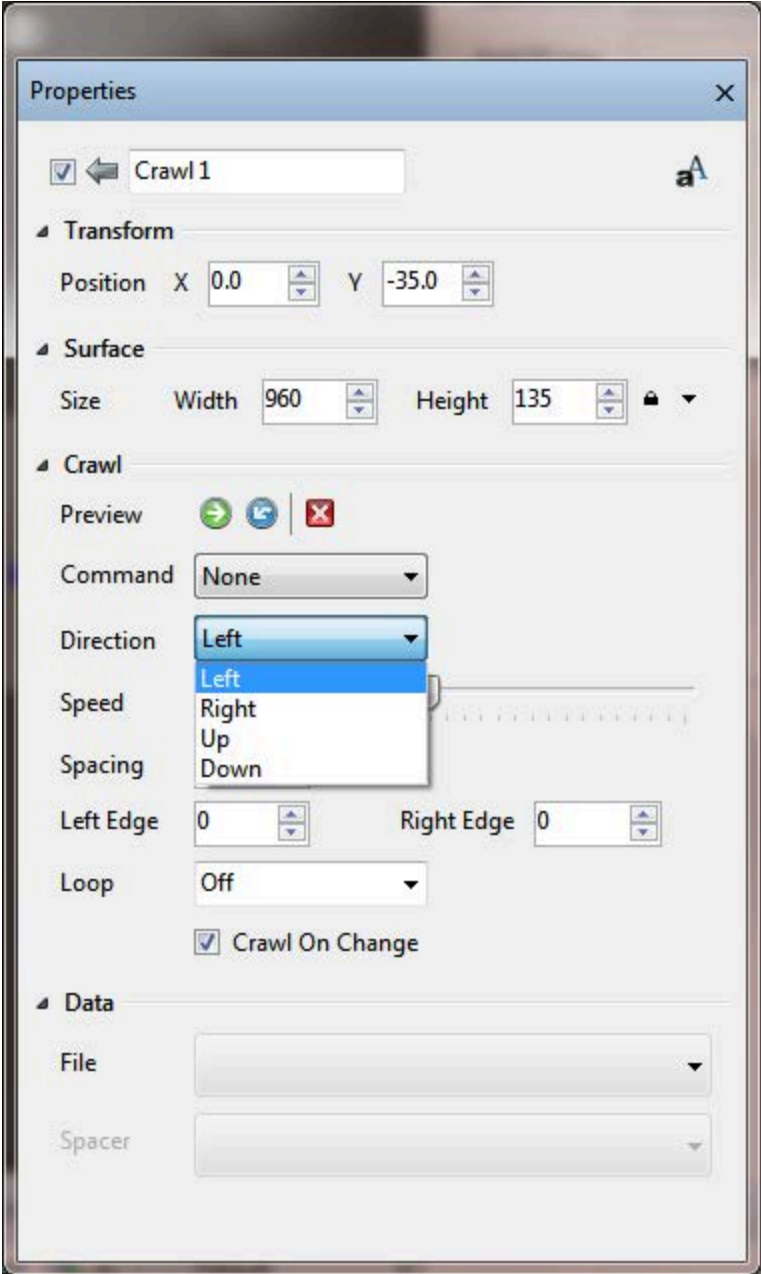 Properties
Crawl 1
aA
Transform
Position X 0.0 Y -35.0
Surface
Size Width 960 Height 135
Crawl
Preview
Command None
Direction Left
Left
Speed
Right
Up
Spacing
Down
Left Edge 0 Right Edge 0
Loop Off
Crawl On Change
Data
File
Spacer